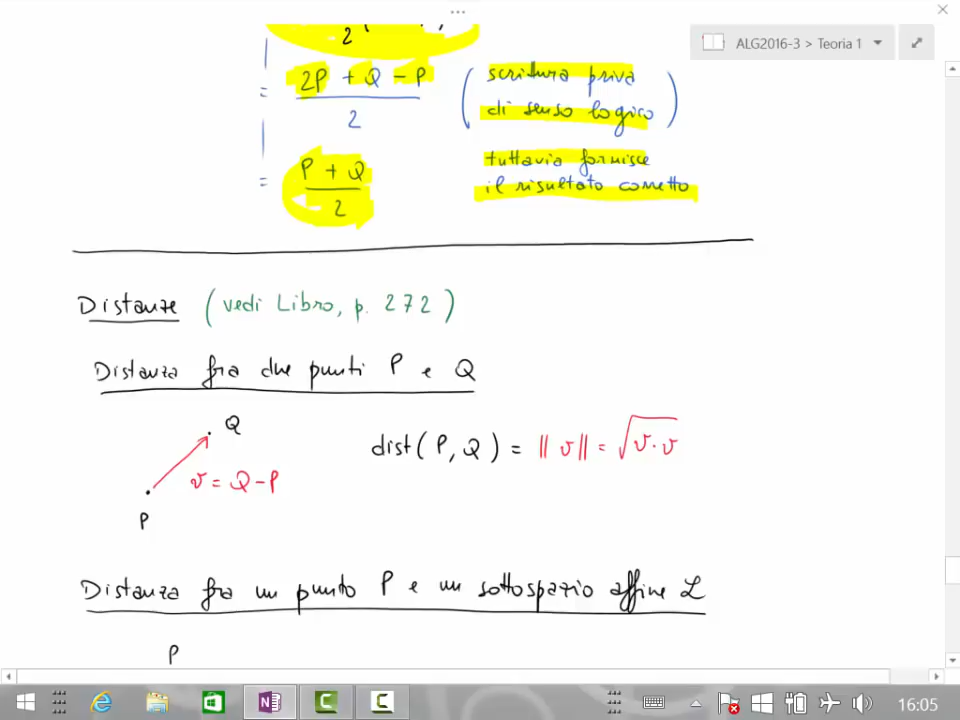 ALG2016-3 > Teoria 1
2
= 2P + Q - P / 2 (scrittura priva
di senso logico)
= P + Q / 2 tuttavia fornisce
il risultato corretto
Distanze (vedi Libro, p. 272)
Distanza fra due punti P e Q
Q
dist(P, Q) = ‖v‖ = √v·v
v = Q-P
P
Distanza fra un punto P e un sottospazio affine L
P
16:05